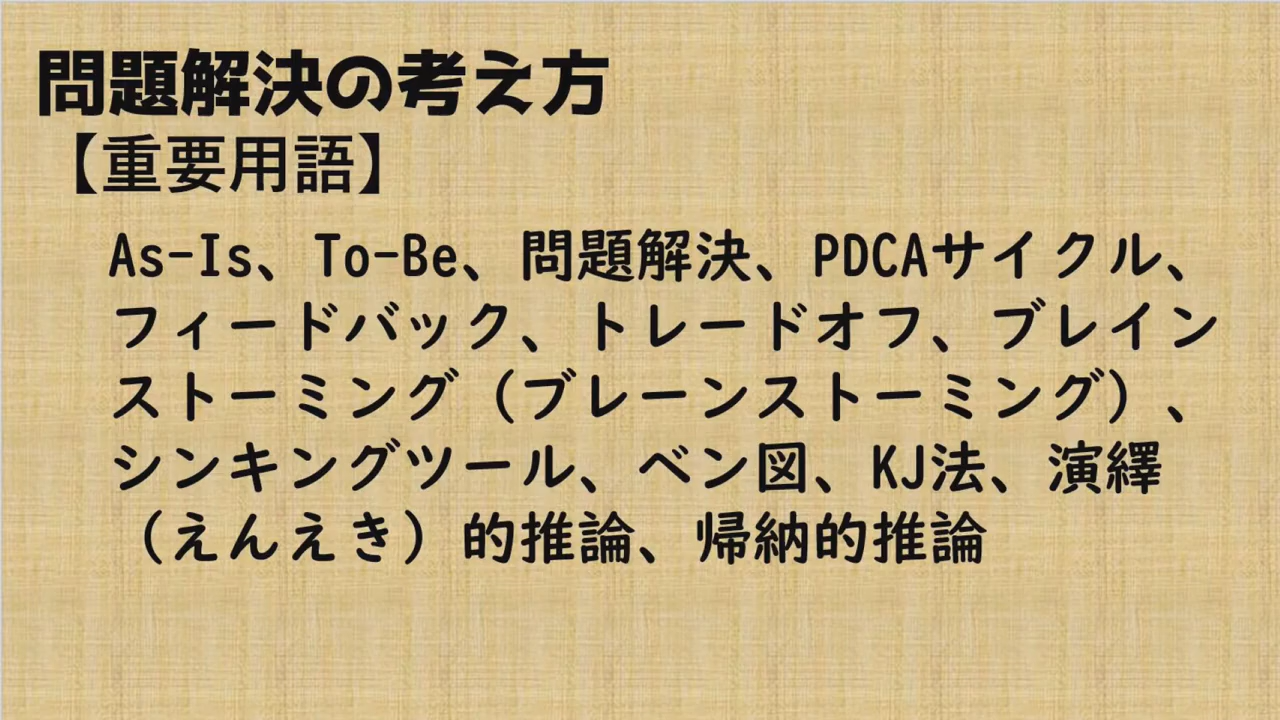 問題解決の考え方
【重要用語】
As-Is、To-Be、問題解決、PDCAサイクル、
フィードバック、トレードオフ、ブレイン
ストーミング（ブレーンストーミング）、
シンキングツール、ベン図、KJ法、演繹
（えんえき）的推論、帰納的推論